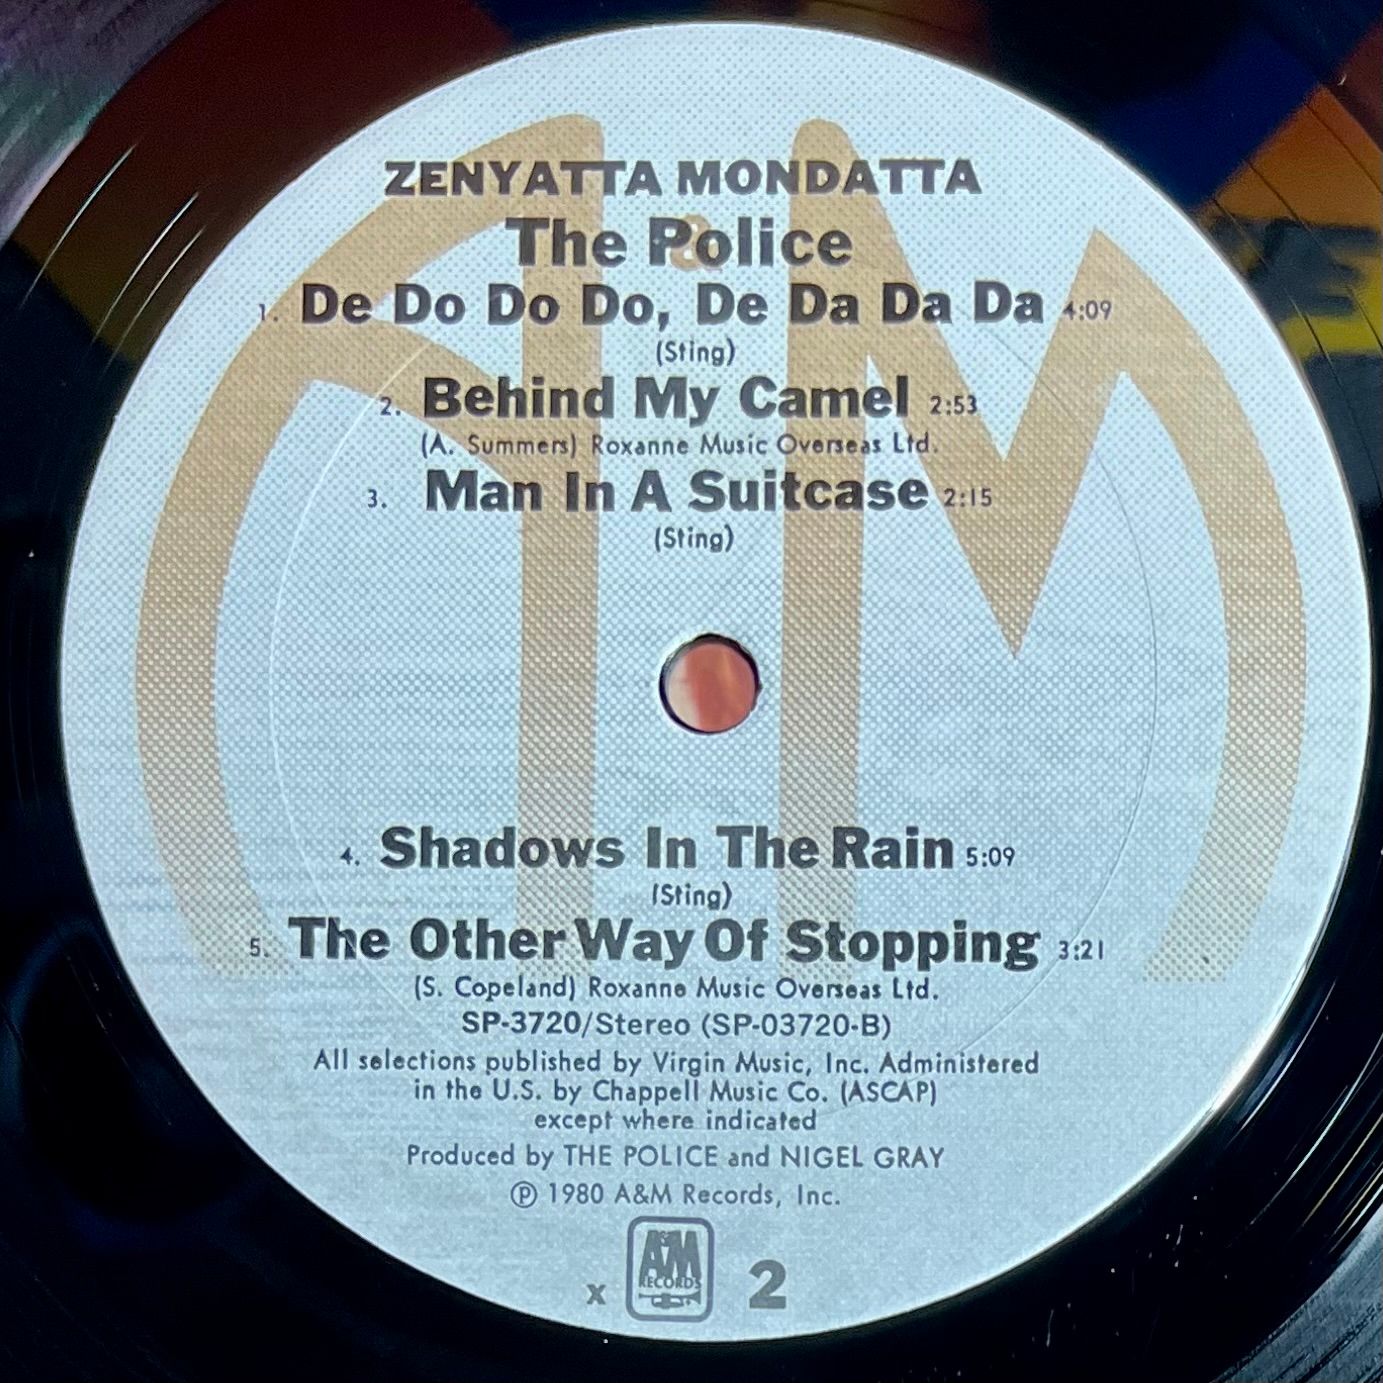 ZENYATTA MONDATTA
The Police
1. De Do Do Do, De Da Da Da 4:09
(Sting)
2. Behind My Camel 2:53
(A. Summers) Roxanne Music Overseas Ltd.
3. Man In A Suitcase 2:15
(Sting)
4. Shadows In The Rain 5:09
(Sting)
5. The Other Way Of Stopping 3:21
(S. Copeland) Roxanne Music Overseas Ltd.
SP-3720/Stereo (SP-03720-B)
All selections published by Virgin Music, Inc. Administered
in the U.S. by Chappell Music Co. (ASCAP)
except where indicated
Produced by THE POLICE and NIGEL GRAY
℗ 1980 A&M Records, Inc.
x A&M RECORDS 2